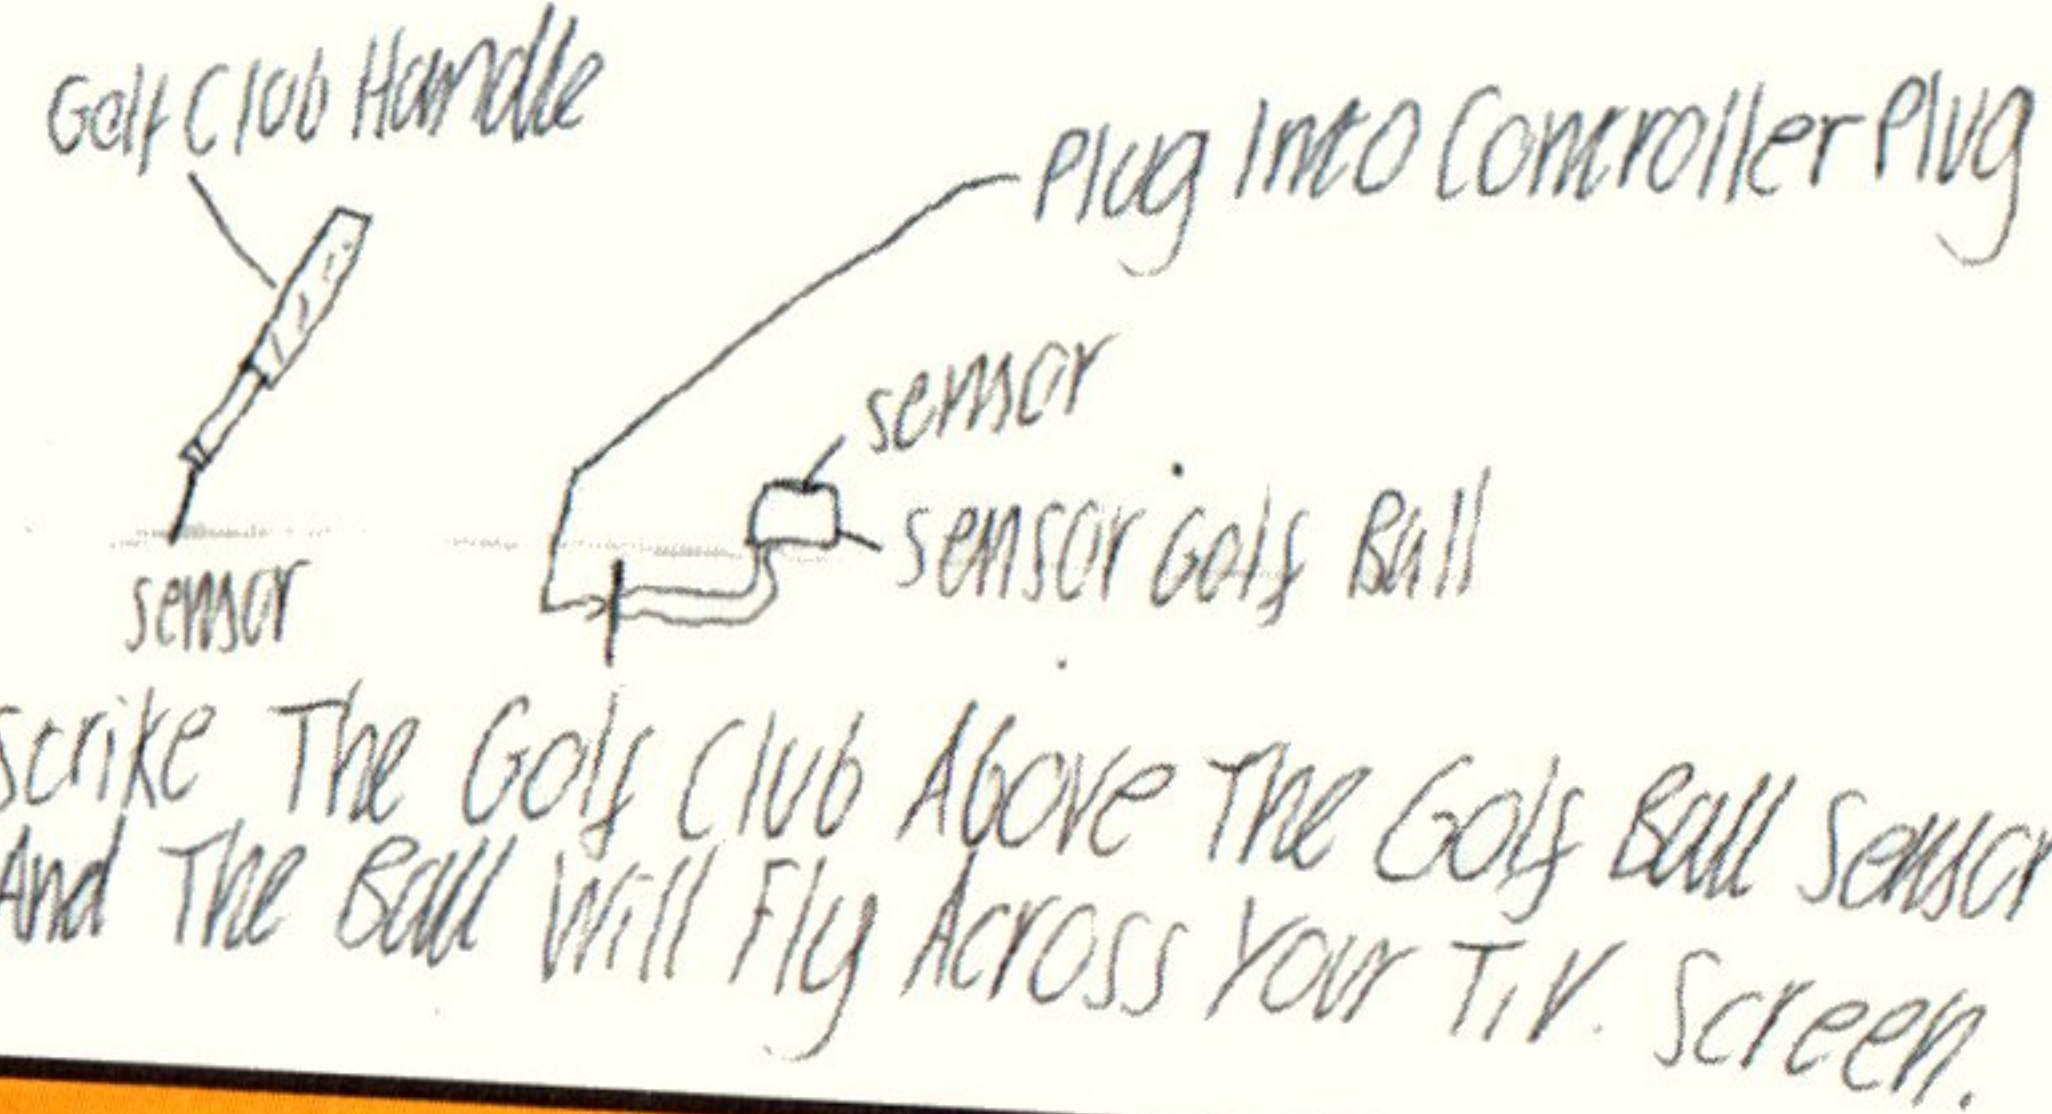 Golf Club Handle
Plug Into Controller Plug
sensor
sensor Golf Ball
sensor
Strike The Golf Club Above The Golf Ball Sensor
And The Ball Will Fly Across Your T.V. Screen.